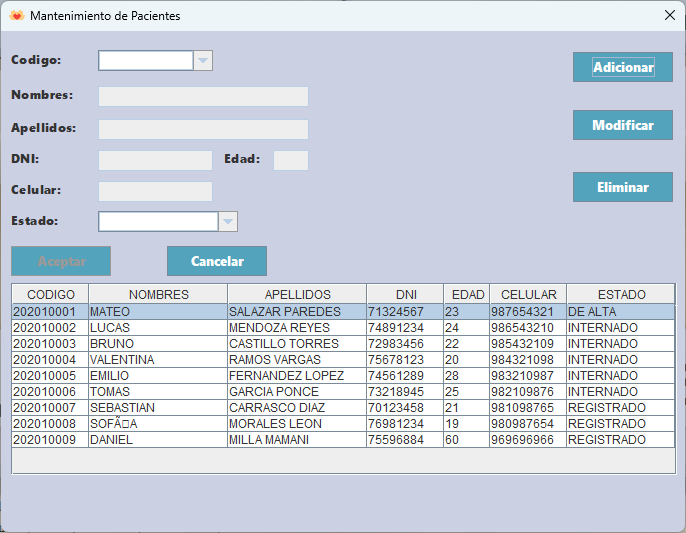 Mantenimiento de Pacientes
Codigo:
Adicionar
Nombres:
Apellidos:
Modificar
DNI: Edad:
Celular:
Eliminar
Estado:
Aceptar Cancelar
CODIGO NOMBRES APELLIDOS DNI EDAD CELULAR ESTADO
202010001 MATEO SALAZAR PAREDES 71324567 23 987654321 DE ALTA
202010002 LUCAS MENDOZA REYES 74891234 24 986543210 INTERNADO
202010003 BRUNO CASTILLO TORRES 72983456 22 985432109 INTERNADO
202010004 VALENTINA RAMOS VARGAS 75678123 20 984321098 INTERNADO
202010005 EMILIO FERNANDEZ LOPEZ 74561289 28 983210987 INTERNADO
202010006 TOMAS GARCIA PONCE 73218945 25 982109876 INTERNADO
202010007 SEBASTIAN CARRASCO DIAZ 70123458 21 981098765 REGISTRADO
202010008 SOFÃ□A MORALES LEON 76981234 19 980987654 REGISTRADO
202010009 DANIEL MILLA MAMANI 75596884 60 969696966 REGISTRADO